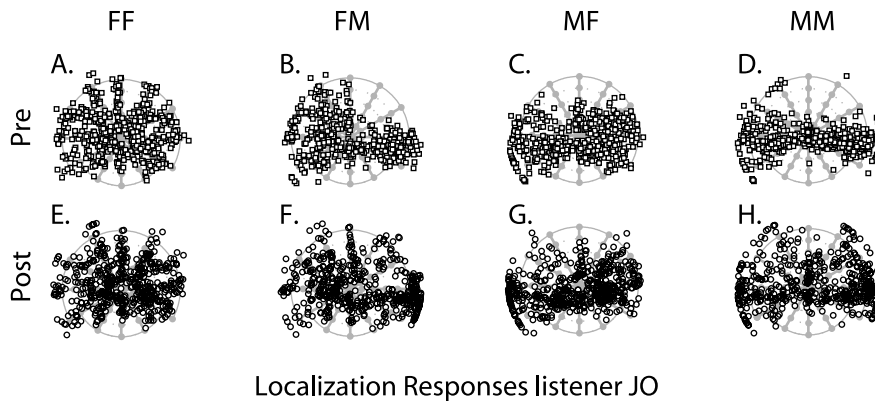 FF FM MF MM
A. B. C. D.
Pre
E. F. G. H.
Post
Localization Responses listener JO